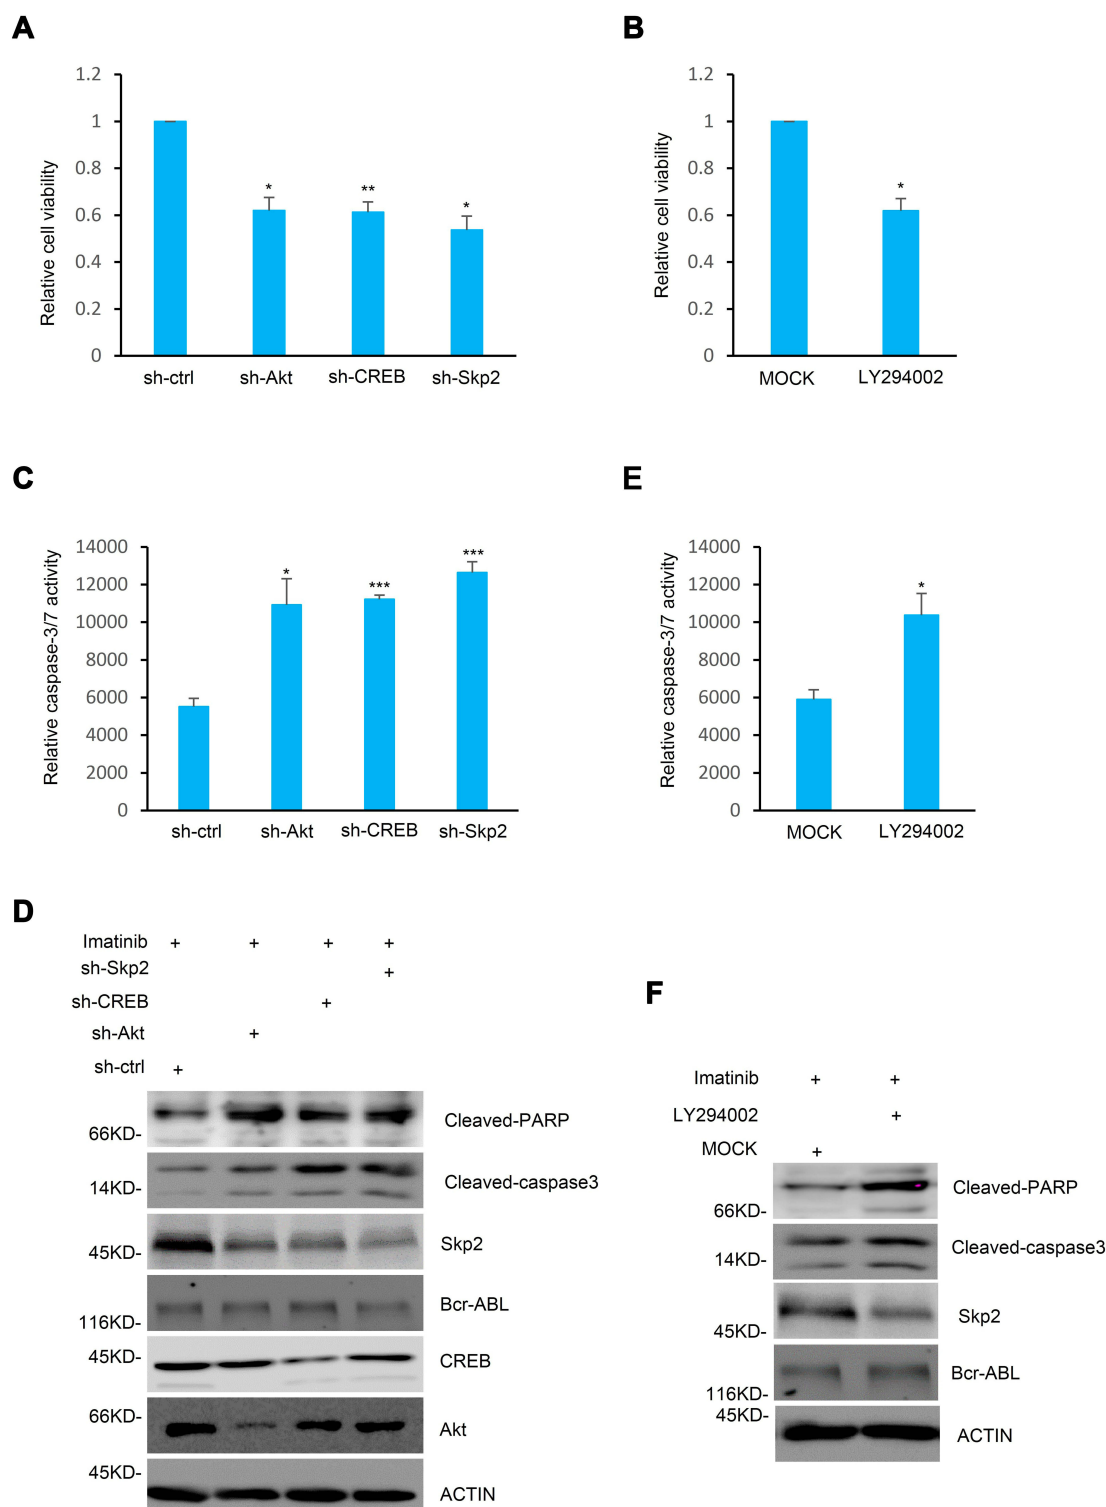 A
Relative cell viability
1.2
1
0.8
0.6
0.4
0.2
0
*
**
*
sh-ctrl
sh-Akt
sh-CREB
sh-Skp2
B
Relative cell viability
1.2
1
0.8
0.6
0.4
0.2
0
*
MOCK
LY294002
C
Relative caspase-3/7 activity
14000
12000
10000
8000
6000
4000
2000
0
*
***
***
sh-ctrl
sh-Akt
sh-CREB
sh-Skp2
E
Relative caspase-3/7 activity
14000
12000
10000
8000
6000
4000
2000
0
*
MOCK
LY294002
D
Imatinib + + + +
sh-Skp2 +
sh-CREB +
sh-Akt +
sh-ctrl +
66KD- Cleaved-PARP
14KD- Cleaved-caspase3
45KD- Skp2
116KD- Bcr-ABL
45KD- CREB
66KD- Akt
45KD- ACTIN
F
Imatinib + +
LY294002 +
MOCK +
66KD- Cleaved-PARP
14KD- Cleaved-caspase3
45KD- Skp2
116KD- Bcr-ABL
45KD- ACTIN